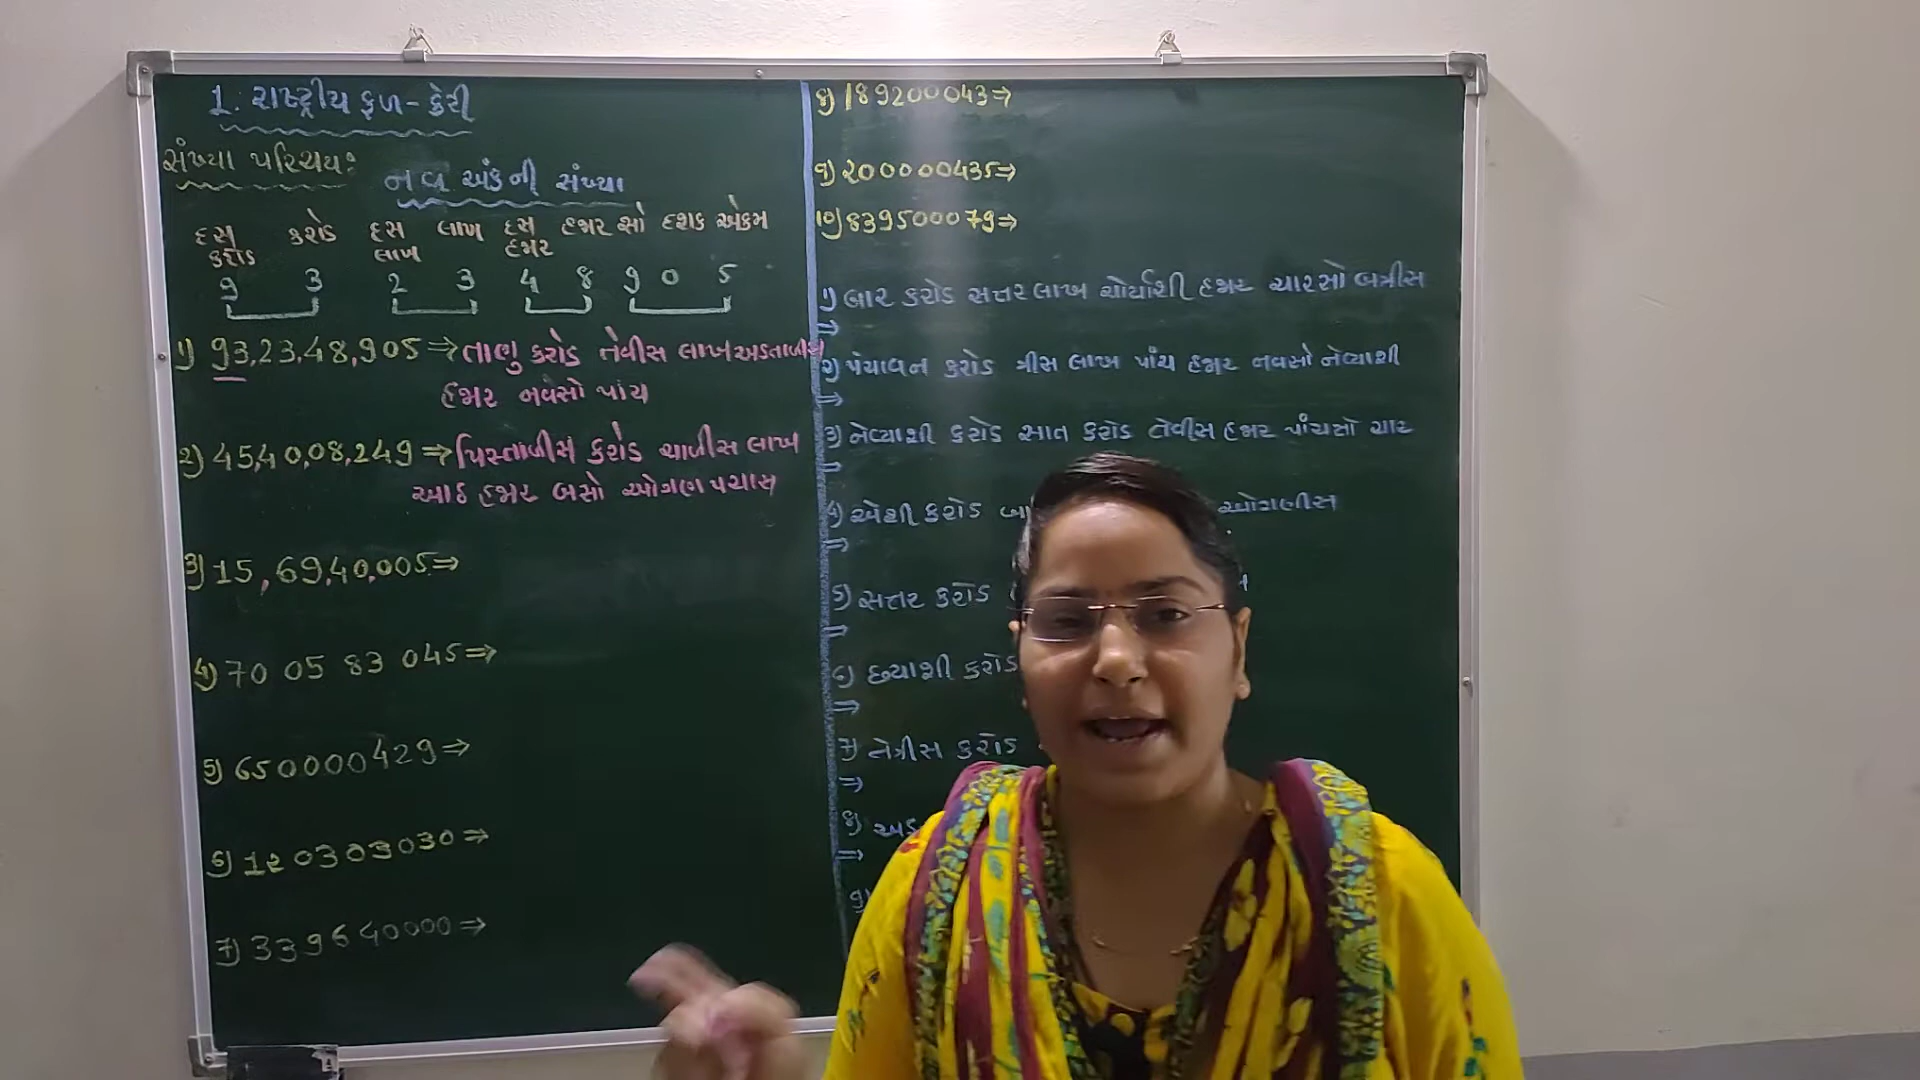 1. રાષ્ટ્રીય ફળ - કેરી
સંખ્યા પરિચય:
નવ અંકની સંખ્યા
દસ કરોડ કરોડ દસ લાખ લાખ દસ હજાર હજાર સો દશક એકમ
9 3 2 3 4 8 9 0 5
1) 93,23,48,905 ⇒ તાણુ કરોડ તેવીસ લાખ અડતાળીસ
હજાર નવસો પાંચ
2) 45,40,08,249 ⇒ પિસ્તાળીસ કરોડ ચાળીસ લાખ
આઠ હજાર બસો ઓગણપચાસ
3) 15,69,40,005 ⇒
4) 70 05 83 045 ⇒
5) 650000429 ⇒
6) 120303030 ⇒
7) 339640000 ⇒
8) 189200043 ⇒
9) 200000435 ⇒
10) 839500079 ⇒
1) બાર કરોડ સત્તર લાખ ચોર્યાશી હજાર ચારસો બત્રીસ
⇒
2) પંચાવન કરોડ ત્રીસ લાખ પાંચ હજાર નવસો નેવ્યાશી
⇒
3) નેવ્યાશી કરોડ સાત કરોડ તેવીસ હજાર પાંચસો ચાર
⇒
4) એંશી કરોડ ઓગણીસ
⇒
5) સત્તર કરોડ
⇒
6) છ્યાશી કરોડ
⇒
7) તેત્રીસ કરોડ
⇒
8) અડ
⇒
9)